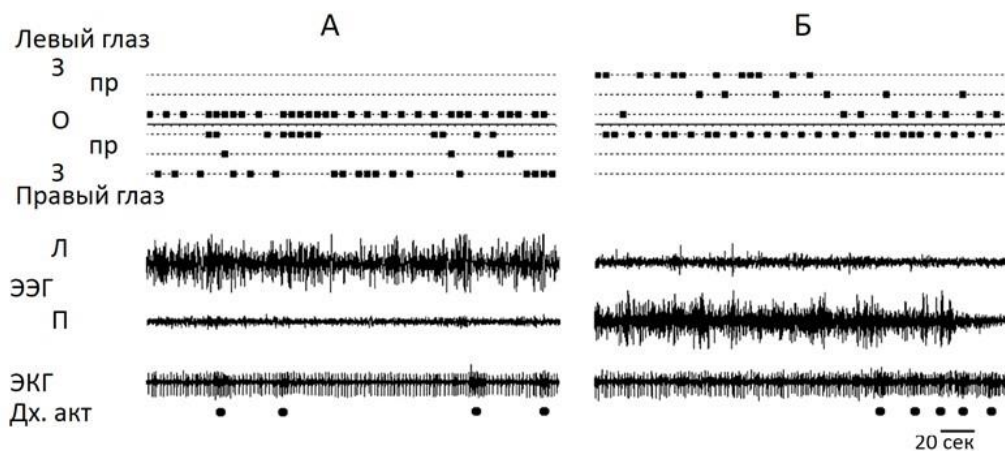 А
Б
Левый глаз
З
пр
О
пр
З
Правый глаз
Л
ЭЭГ
П
ЭКГ
Дх. акт
20 сек